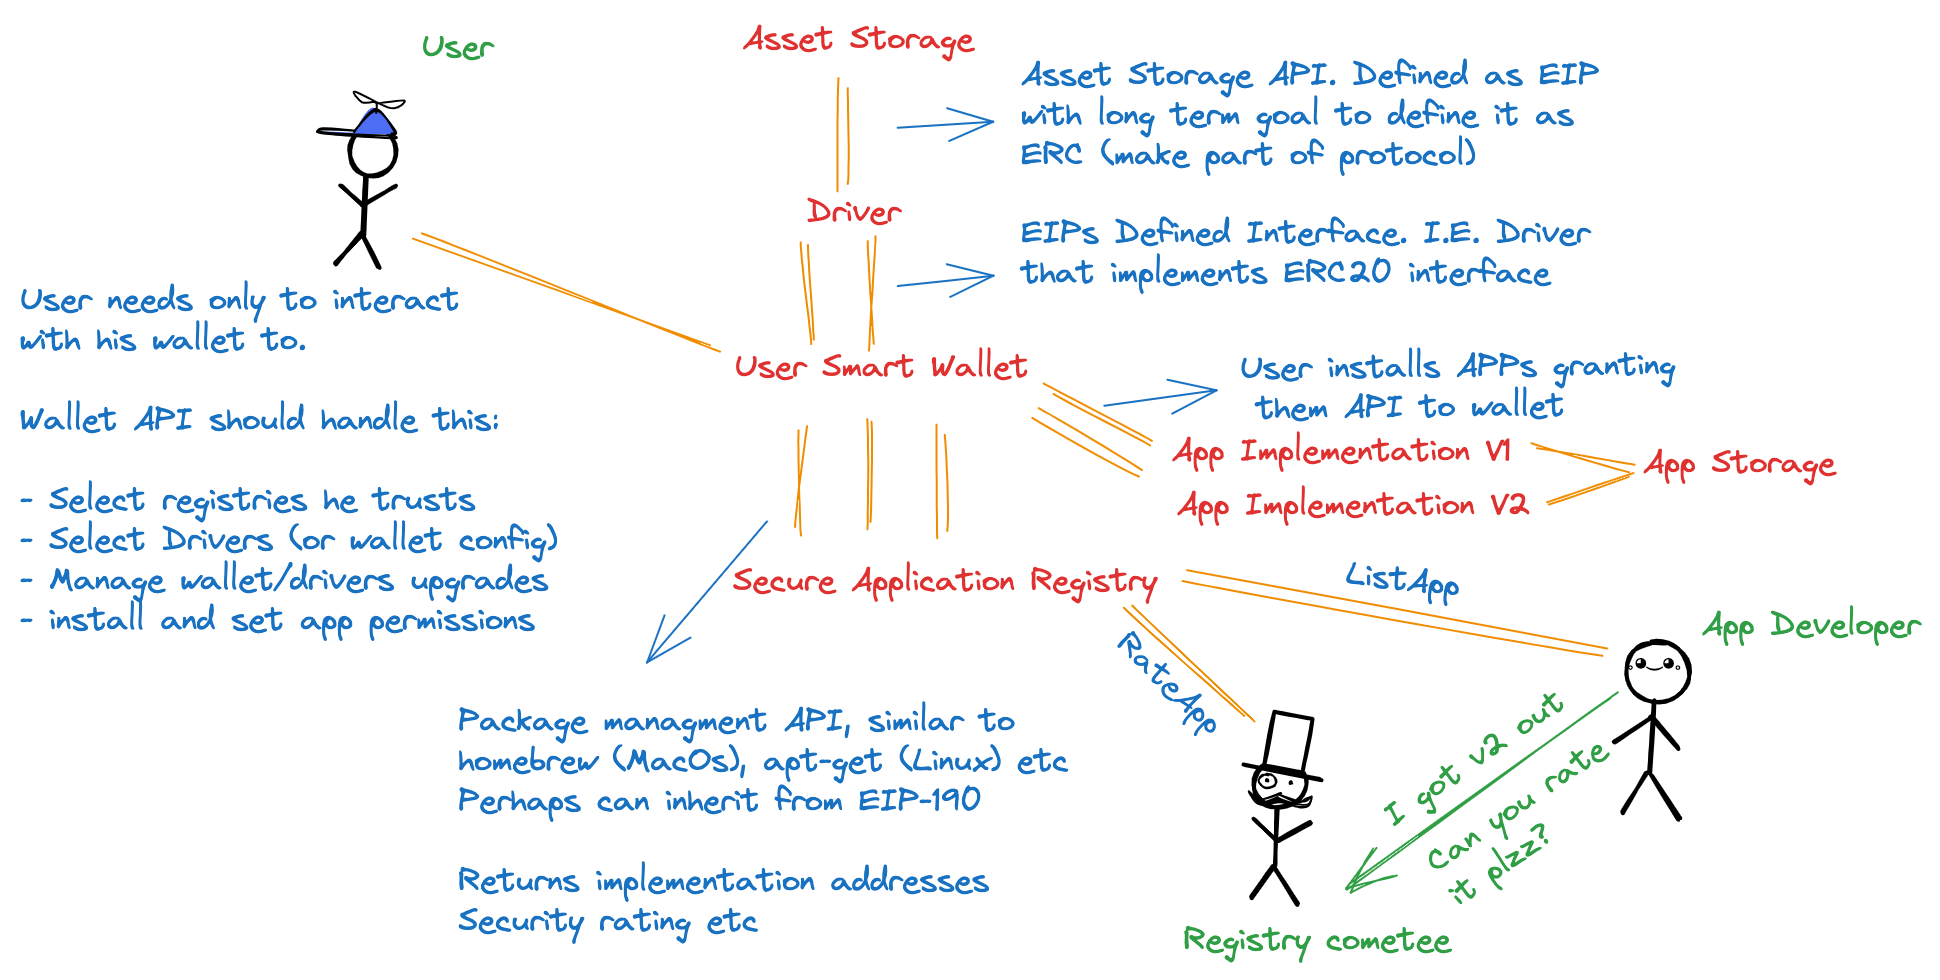 User
Asset Storage
Asset Storage API. Defined as EIP
with long term goal to define it as
ERC (make part of protocol)
Driver
EIPs Defined Interface. I.E. Driver
that implements ERC20 interface
User needs only to interact
with his wallet to.
Wallet API should handle this:
- Select registries he trusts
- Select Drivers (or wallet config)
- Manage wallet/drivers upgrades
- install and set app permissions
User Smart Wallet
User installs APPs granting
them API to wallet
App Implementation V1
App Implementation V2
App Storage
Secure Application Registry
ListApp
RateApp
App Developer
I got v2 out
Can you rate
it plzz?
Registry cometee
Package managment API, similar to
homebrew (MacOs), apt-get (Linux) etc
Perhaps can inherit from EIP-190
Returns implementation addresses
Security rating etc